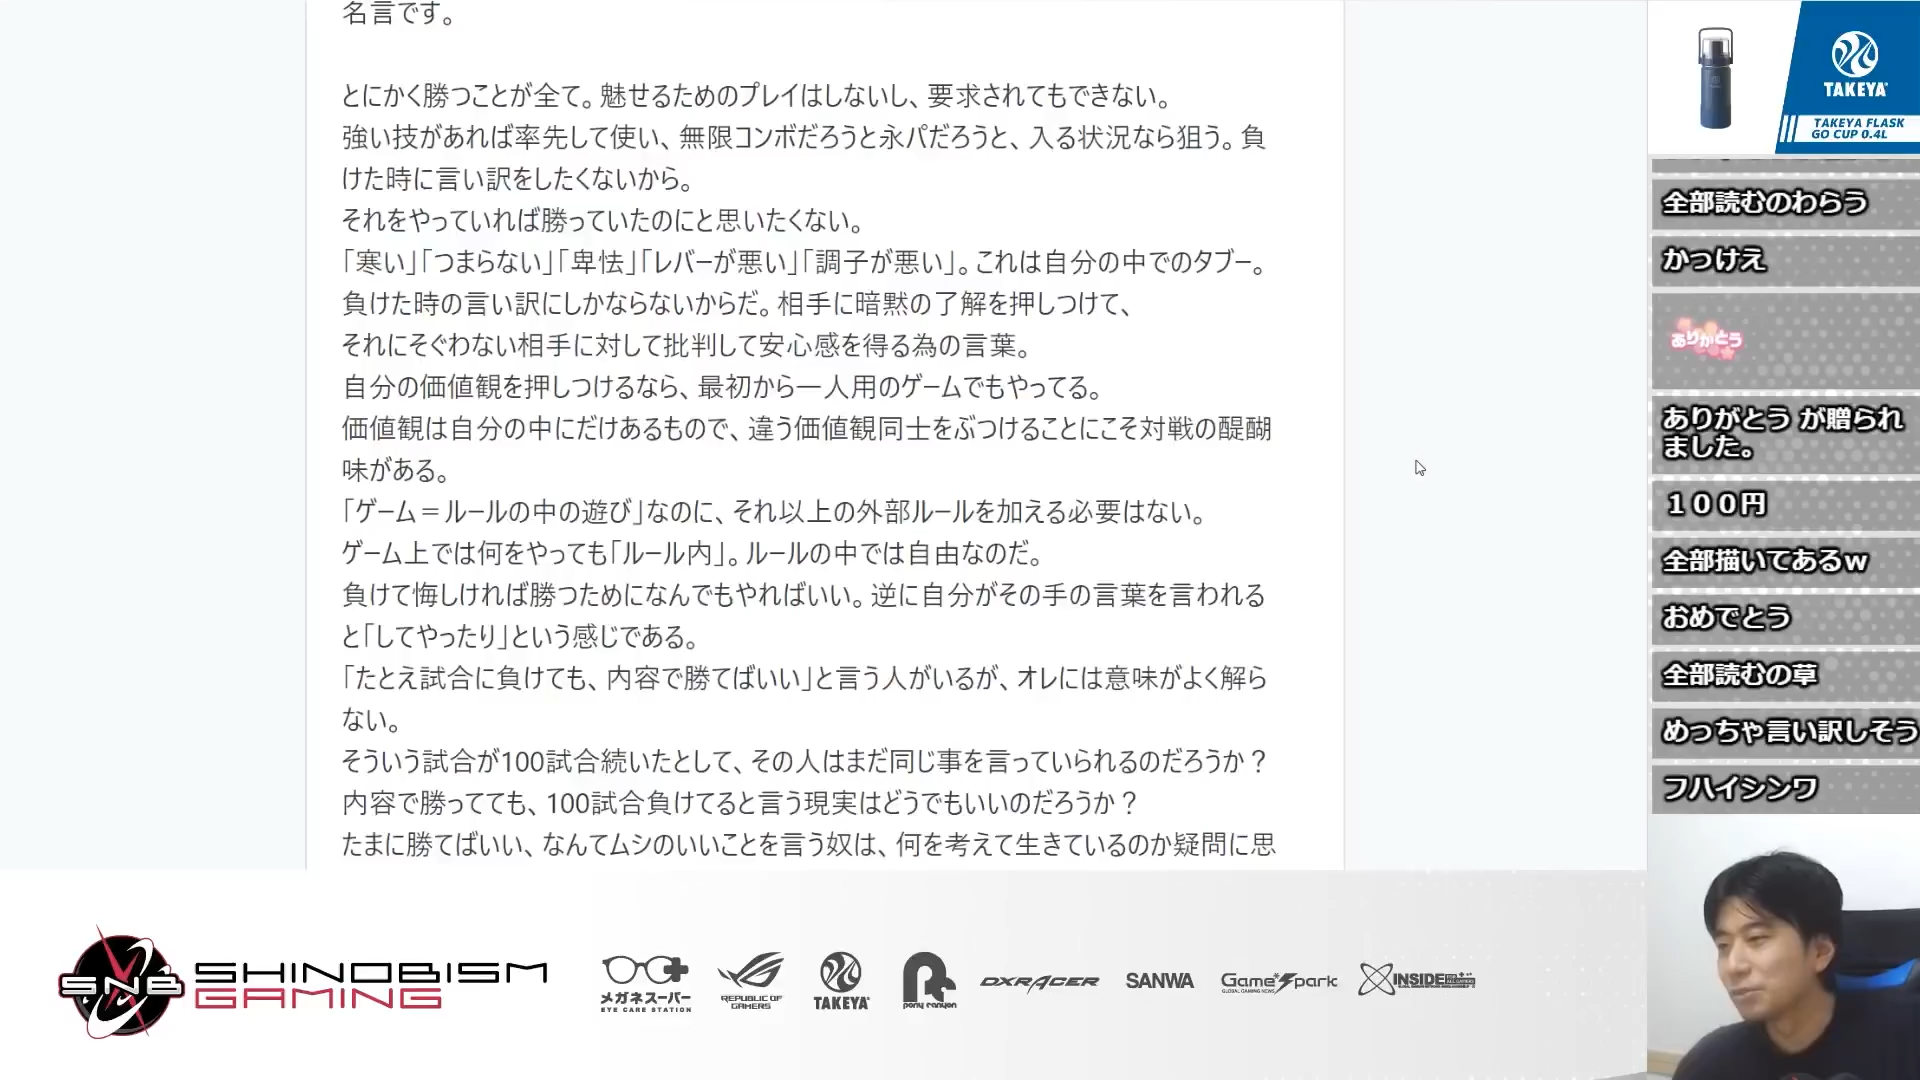 名言です。
とにかく勝つことが全て。魅せるためのプレイはしないし、要求されてもできない。
強い技があれば率先して使い、無限コンボだろうと永パだろうと、入る状況なら狙う。負
けた時に言い訳をしたくないから。
それをやっていれば勝っていたのにと思いたくない。
「寒い」「つまらない」「卑怯」「レバーが悪い」「調子が悪い」。これは自分の中でのタブー。
負けた時の言い訳にしかならないからだ。相手に暗黙の了解を押しつけて、
それにそぐわない相手に対して批判して安心感を得る為の言葉。
自分の価値観を押しつけるなら、最初から一人用のゲームでもやってる。
価値観は自分の中にだけあるもので、違う価値観同士をぶつけることにこそ対戦の醍醐
味がある。
「ゲーム＝ルールの中の遊び」なのに、それ以上の外部ルールを加える必要はない。
ゲーム上では何をやっても「ルール内」。ルールの中では自由なのだ。
負けて悔しければ勝つためになんでもやればいい。逆に自分がその手の言葉を言われる
と「してやったり」という感じである。
「たとえ試合に負けても、内容で勝てばいい」と言う人がいるが、オレには意味がよく解ら
ない。
そういう試合が100試合続いたとして、その人はまだ同じ事を言っていられるのだろうか？
内容で勝ってても、100試合負けてると言う現実はどうでもいいのだろうか？
たまに勝てばいい、なんてムシのいいことを言う奴は、何を考えて生きているのか疑問に思
TAKEYA
TAKEYA FLASK
GO CUP 0.4L
全部読むのわらう
かっけえ
ありがとう
ありがとう が贈られ
ました。
１００円
全部描いてあるｗ
おめでとう
全部読むの草
めっちゃ言い訳しそう
フハイシンワ
SNB
SHINOBISM
GAMING
メガネスーパー
EYE CARE STATION
REPUBLIC OF
GAMERS
TAKEYA
pony canyon
DXRACER
SANWA
Game*Spark
GLOBAL GAMING NEWS
INSIDE